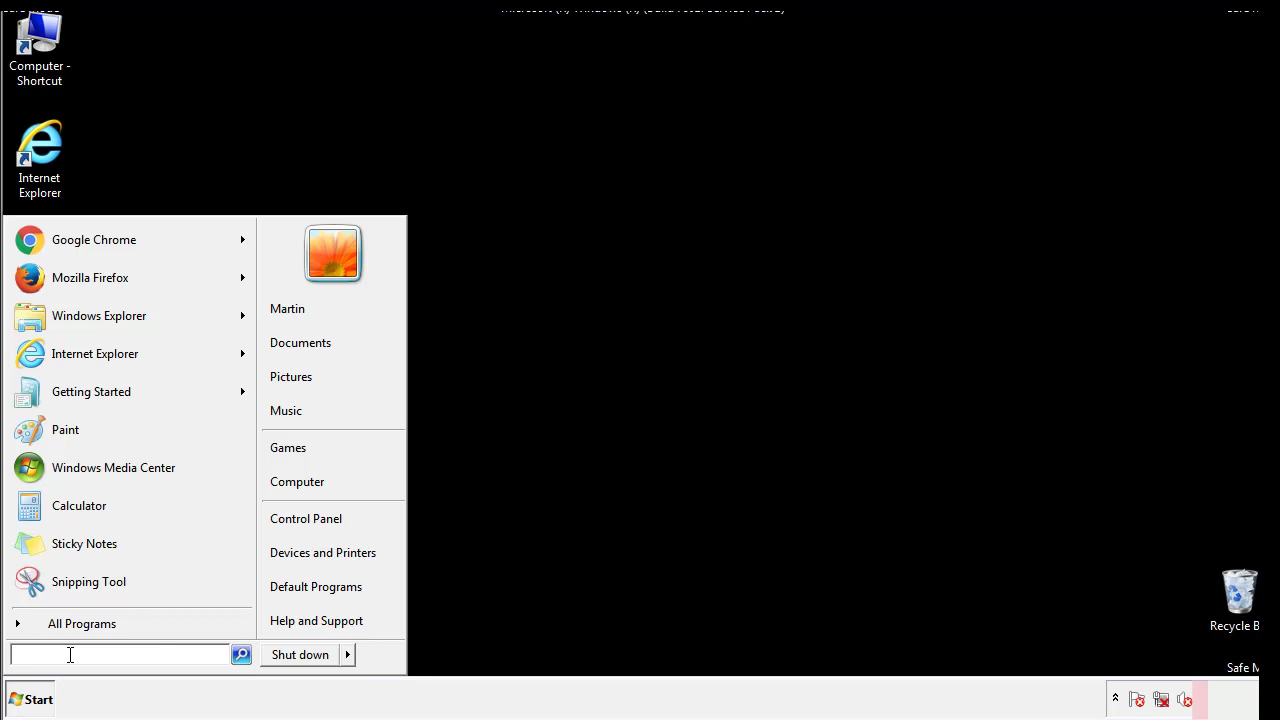 Computer -
Shortcut
Internet
Explorer
Google Chrome
Mozilla Firefox
Windows Explorer
Internet Explorer
Getting Started
Paint
Windows Media Center
Calculator
Sticky Notes
Snipping Tool
All Programs
Martin
Documents
Pictures
Music
Games
Computer
Control Panel
Devices and Printers
Default Programs
Help and Support
Shut down
Recycle B
Safe M
Start